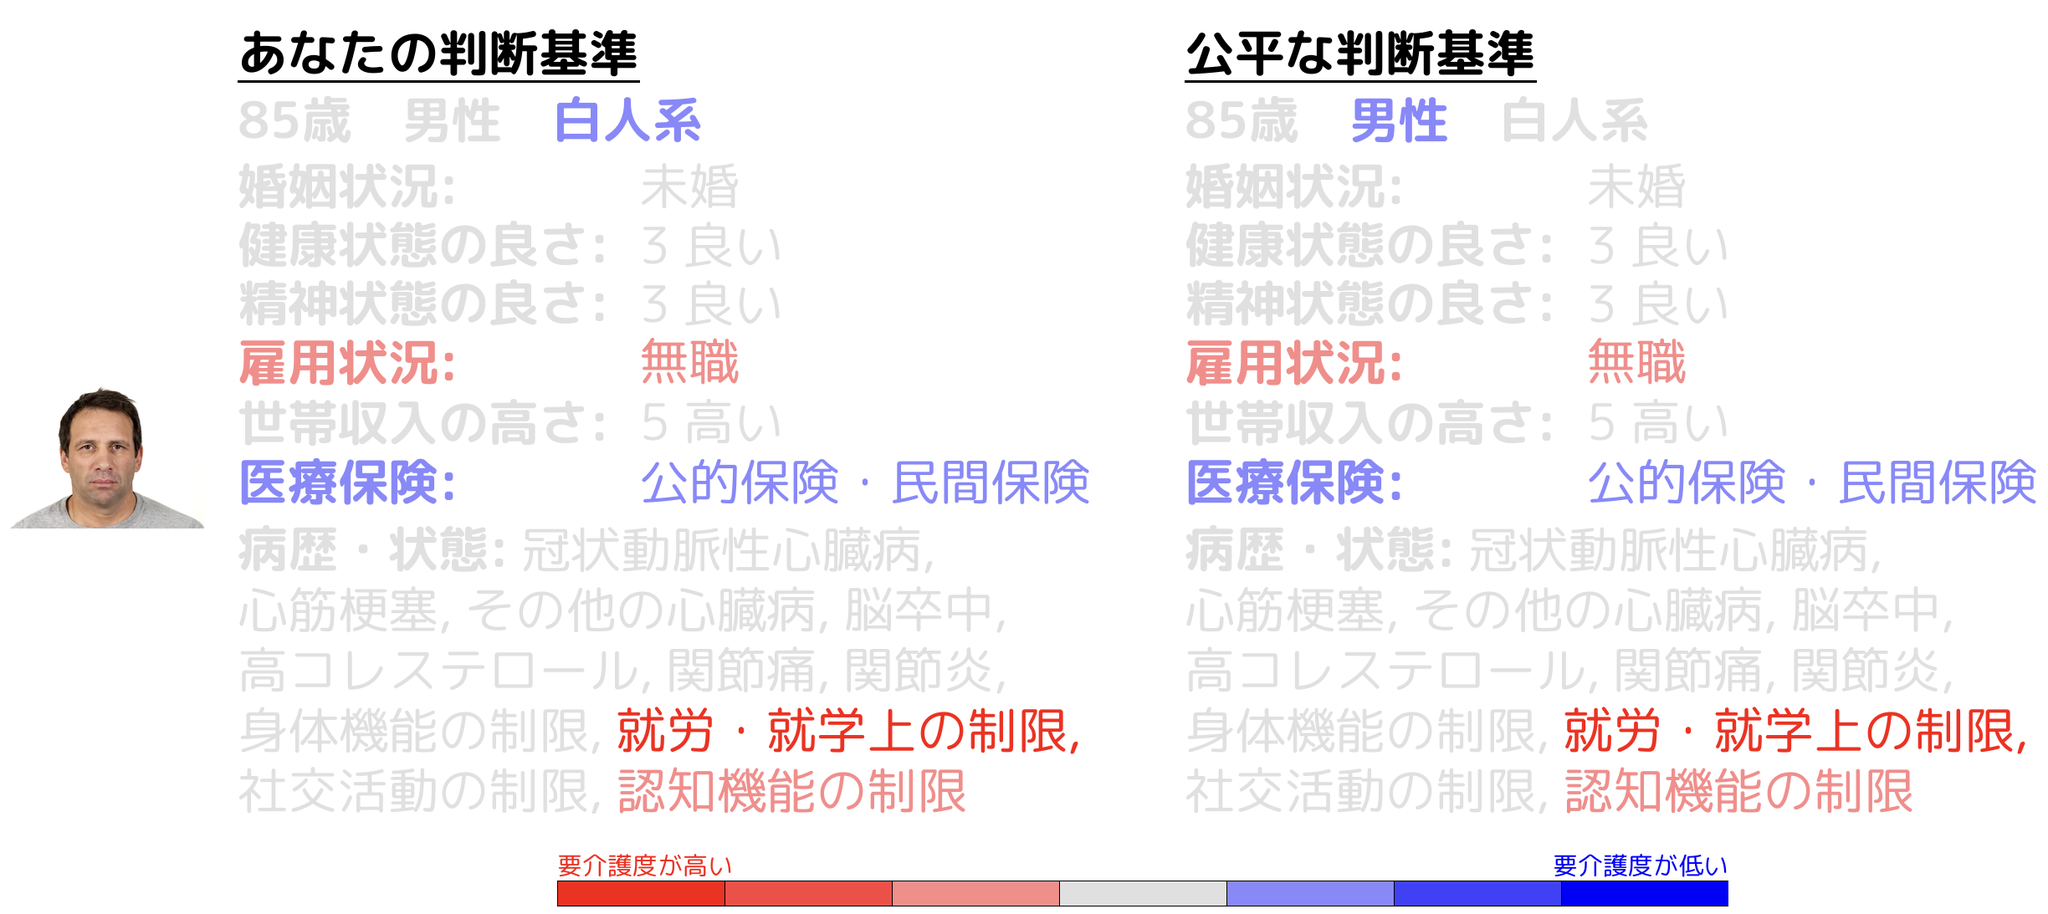 あなたの判断基準
85歳 男性 白人系
婚姻状況: 未婚
健康状態の良さ: 3 良い
精神状態の良さ: 3 良い
雇用状況: 無職
世帯収入の高さ: 5 高い
医療保険: 公的保険・民間保険
病歴・状態: 冠状動脈性心臓病,
心筋梗塞, その他の心臓病, 脳卒中,
高コレステロール, 関節痛, 関節炎,
身体機能の制限, 就労・就学上の制限,
社交活動の制限, 認知機能の制限
公平な判断基準
85歳 男性 白人系
婚姻状況: 未婚
健康状態の良さ: 3 良い
精神状態の良さ: 3 良い
雇用状況: 無職
世帯収入の高さ: 5 高い
医療保険: 公的保険・民間保険
病歴・状態: 冠状動脈性心臓病,
心筋梗塞, その他の心臓病, 脳卒中,
高コレステロール, 関節痛, 関節炎,
身体機能の制限, 就労・就学上の制限,
社交活動の制限, 認知機能の制限
要介護度が高い 要介護度が低い